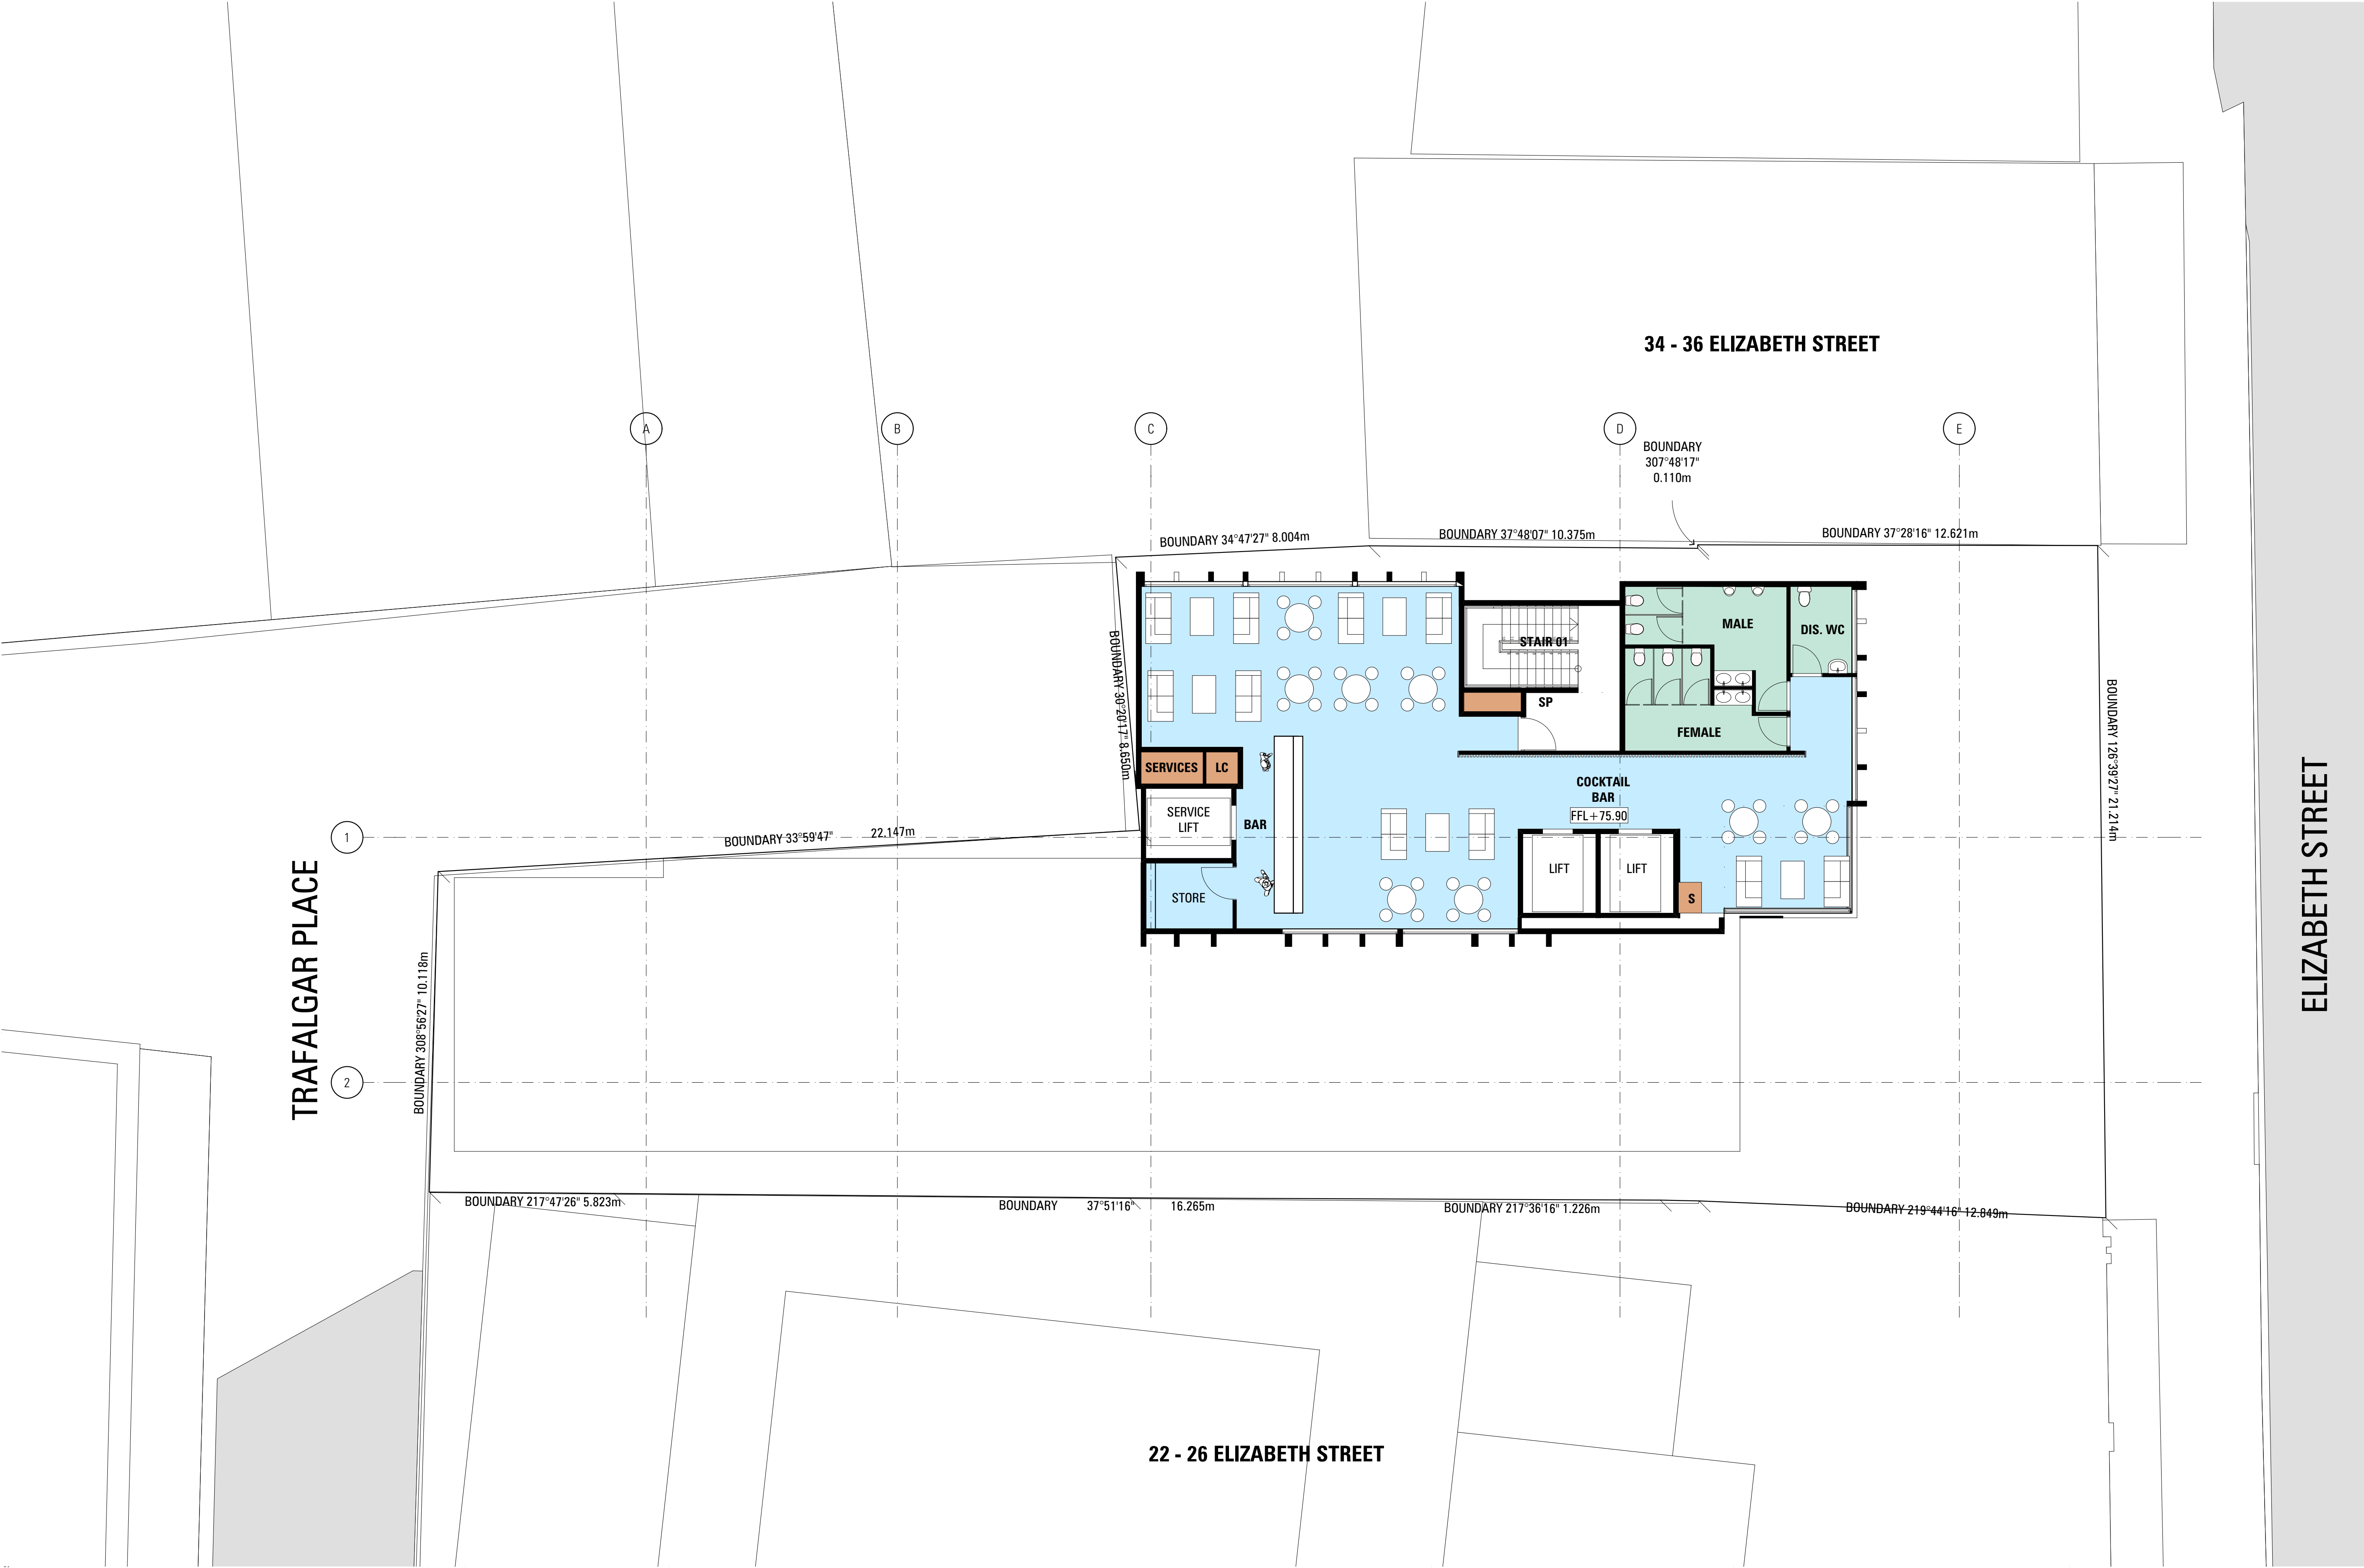 34 - 36 ELIZABETH STREET
A
B
C
D
E
BOUNDARY
307°48'17"
0.110m
BOUNDARY 34°47'27" 8.004m
BOUNDARY 37°48'07" 10.375m
BOUNDARY 37°28'16" 12.621m
BOUNDARY 30°20'17" 8.650m
STAIR 01
MALE
DIS. WC
SP
FEMALE
SERVICES
LC
COCKTAIL
BAR
FFL+75.90
SERVICE
LIFT
BAR
LIFT
LIFT
STORE
S
BOUNDARY 126°39'27" 21.214m
ELIZABETH STREET
1
BOUNDARY 33°59'47" 22.147m
TRAFALGAR PLACE
BOUNDARY 308°56'27" 10.118m
2
BOUNDARY 217°47'26" 5.823m
BOUNDARY 37°51'16" 16.265m
BOUNDARY 217°36'16" 1.226m
BOUNDARY 219°44'16" 12.849m
22 - 26 ELIZABETH STREET